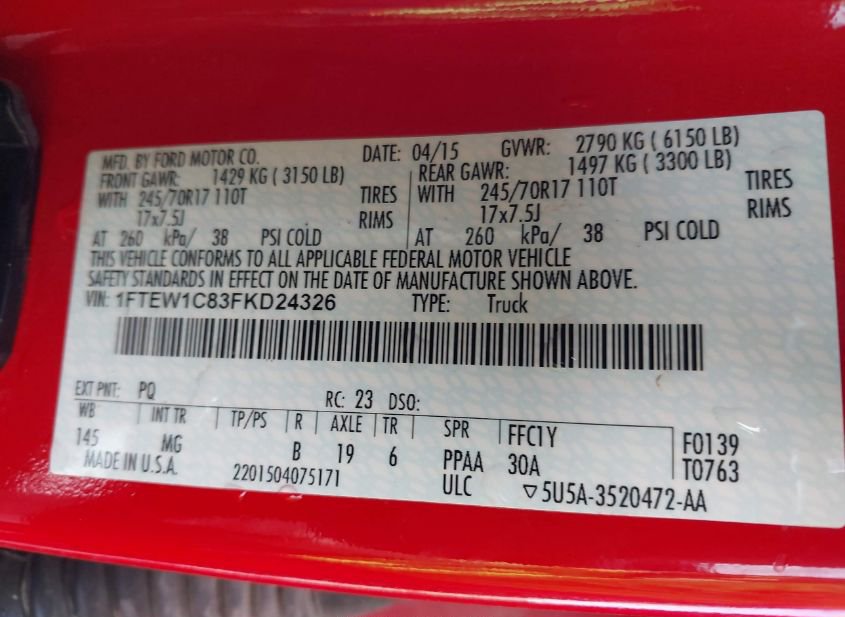 MFD. BY FORD MOTOR CO. DATE: 04/15 GVWR: 2790 KG ( 6150 LB)
FRONT GAWR: 1429 KG ( 3150 LB) REAR GAWR: 1497 KG ( 3300 LB)
WITH 245/70R17 110T TIRES WITH 245/70R17 110T TIRES
17x7.5J RIMS 17x7.5J RIMS
AT 260 kPa/ 38 PSI COLD AT 260 kPa/ 38 PSI COLD
THIS VEHICLE CONFORMS TO ALL APPLICABLE FEDERAL MOTOR VEHICLE
SAFETY STANDARDS IN EFFECT ON THE DATE OF MANUFACTURE SHOWN ABOVE.
VIN: 1FTEW1C83FKD24326 TYPE: Truck
EXT PNT: PQ RC: 23 DSO:
WB INT TR TP/PS R AXLE TR SPR FFC1Y F0139
145 MG B 19 6 PPAA 30A T0763
MADE IN U.S.A. 2201504075171 ULC ▽5U5A-3520472-AA